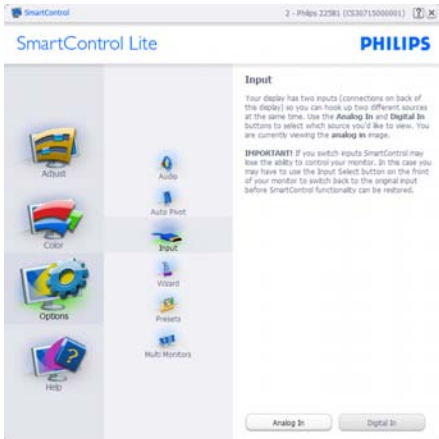 SmartControl
2 - Philips 225B1 (CS30715000001)
SmartControl Lite
PHILIPS
Adjust
Color
Options
Help
Audio
Auto Pivot
Input
Wizard
Presets
Multi Monitors
Input
Your display has two inputs (connections on back of
this display) so you can hook up two different sources
at the same time. Use the Analog In and Digital In
buttons to select which source you'd like to view. You
are currently viewing the analog in image.
IMPORTANT! If you switch inputs SmartControl may
lose the ability to control your monitor. In this case you
may have to use the Input Select button on the front
of your monitor to switch back to the original input
before SmartControl functionality can be restored.
Analog In
Digital In